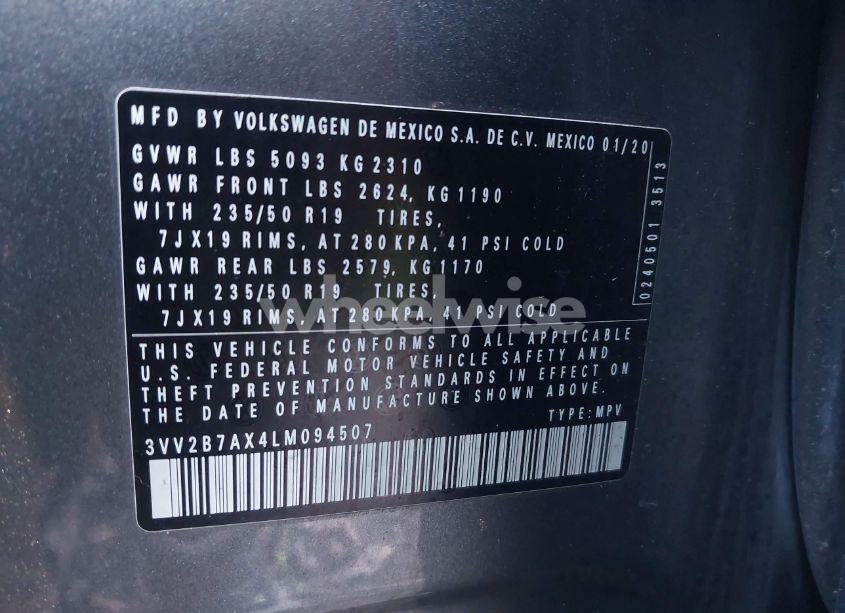 MFD BY VOLKSWAGEN DE MEXICO S.A. DE C.V. MEXICO 01/20
GVWR LBS 5093 KG 2310
GAWR FRONT LBS 2624, KG 1190
WITH 235/50 R19 TIRES,
7JX19 RIMS, AT 280 KPA, 41 PSI COLD
GAWR REAR LBS 2579, KG 1170
WITH 235/50 R19 TIRES,
7JX19 RIMS, AT 280 KPA, 41 PSI COLD
0240501 3513
wheelwise
THIS VEHICLE CONFORMS TO ALL APPLICABLE
U.S. FEDERAL MOTOR VEHICLE SAFETY AND
THEFT PREVENTION STANDARDS IN EFFECT ON
THE DATE OF MANUFACTURE SHOWN ABOVE.
3VV2B7AX4LM094507 TYPE: MPV